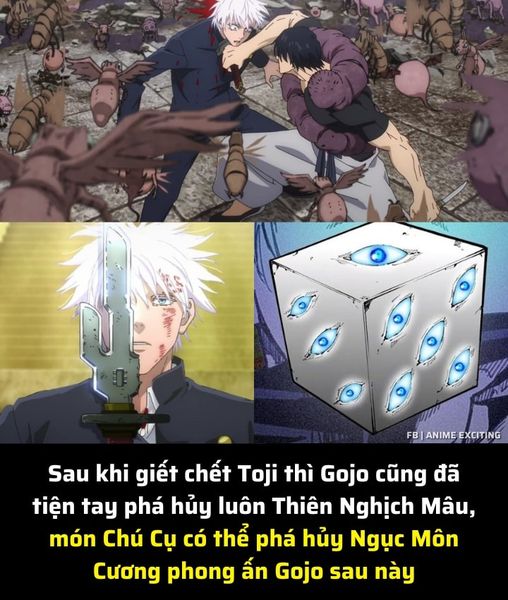 FB | ANIME EXCITING
Sau khi giết chết Toji thì Gojo cũng đã
tiện tay phá hủy luôn Thiên Nghịch Mâu,
món Chú Cụ có thể phá hủy Ngục Môn
Cương phong ấn Gojo sau này